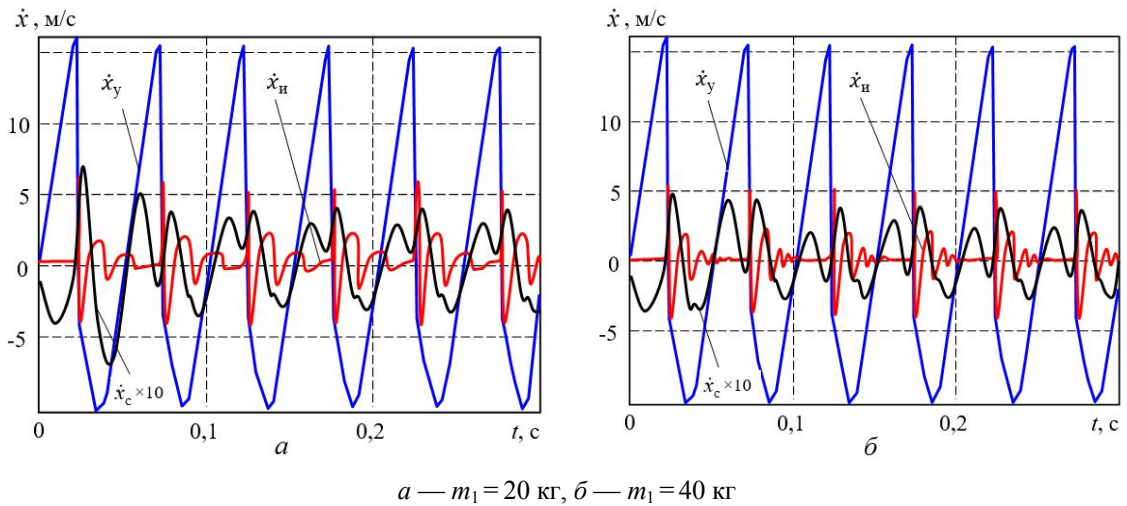 ẋ , м/с
10
5
0
-5
ẋу
ẋи
ẋс ×10
0
0,1
0,2
t, с
а
ẋ , м/с
10
5
0
-5
ẋу
ẋи
ẋс ×10
0
0,1
0,2
t, с
б
а — m₁ = 20 кг, б — m₁ = 40 кг